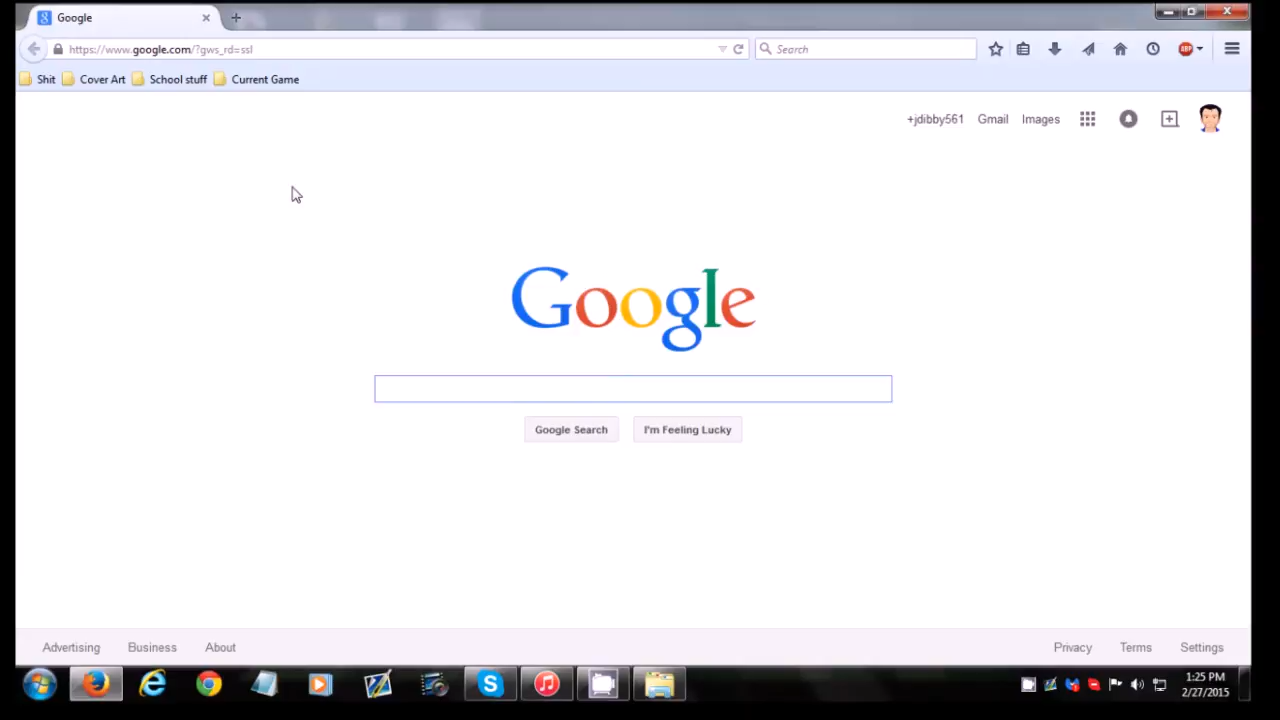 Google
https://www.google.com/?gws_rd=ssl
Search
ABP
Shit Cover Art School stuff Current Game
+jdibby561 Gmail Images
Google
Google Search I'm Feeling Lucky
Advertising Business About Privacy Terms Settings
1:25 PM
2/27/2015